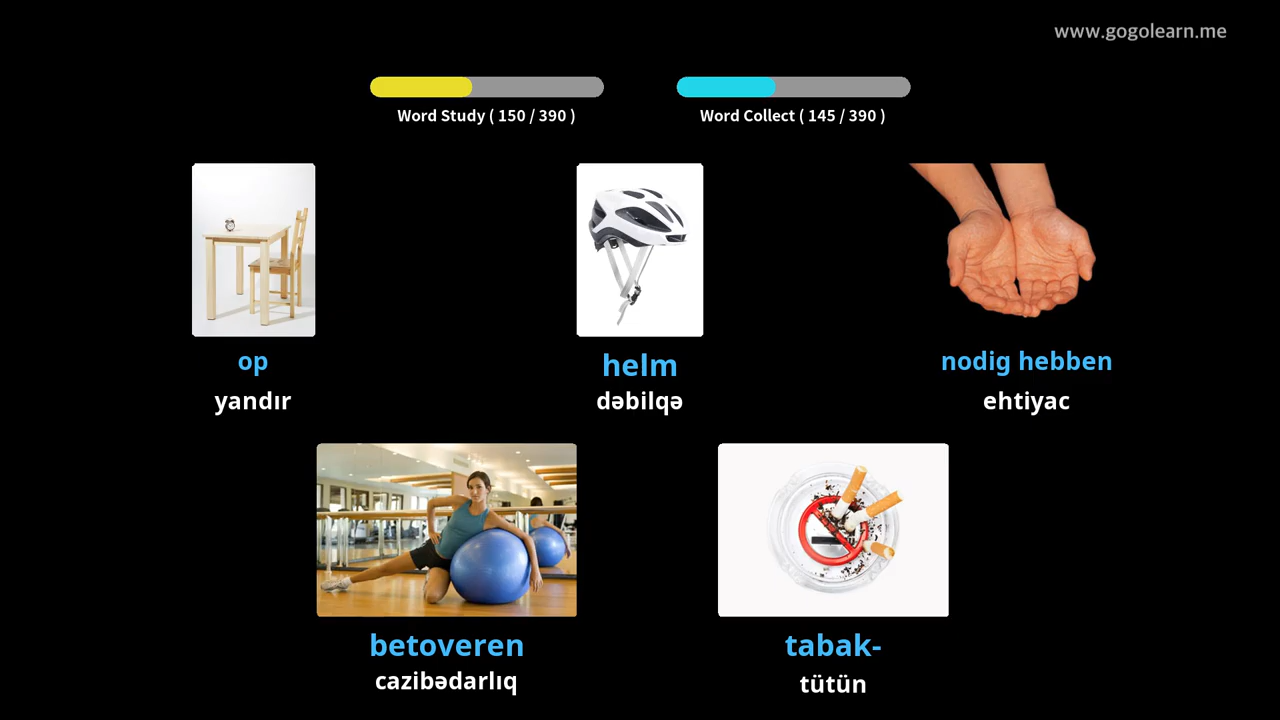 www.gogolearn.me
Word Study ( 150 / 390 )
Word Collect ( 145 / 390 )
op
yandır
helm
dəbilqə
nodig hebben
ehtiyac
betoveren
cazibədarlıq
tabak-
tütün